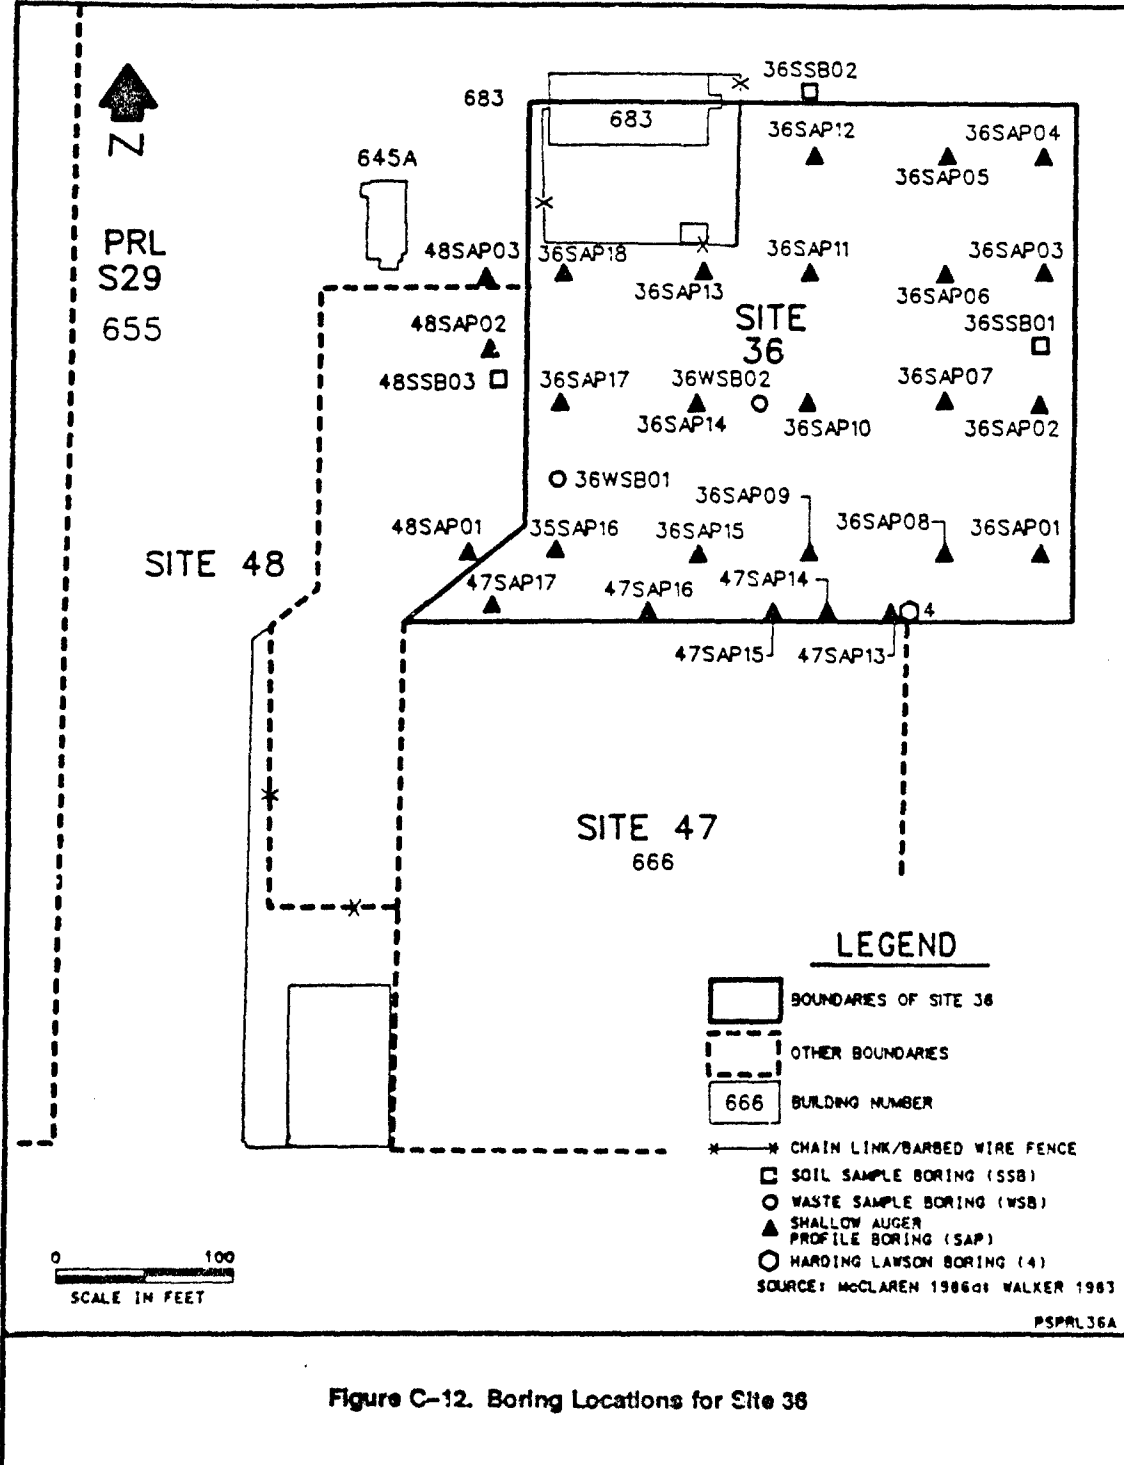 36SSB02
683
683
36SAP12
36SAP04
N
645A
36SAP05
PRL
S29
655
48SAP03
36SAP18
36SAP11
36SAP03
36SAP13
36SAP06
SITE
36
48SAP02
36SSB01
48SSB03
36SAP17
36WSB02
36SAP07
36SAP14
36SAP10
36SAP02
36WSB01
36SAP09
48SAP01
35SAP16
36SAP15
36SAP08
36SAP01
SITE 48
47SAP17
47SAP16
47SAP14
4
47SAP15
47SAP13
SITE 47
666
LEGEND
BOUNDARIES OF SITE 36
OTHER BOUNDARIES
666
BUILDING NUMBER
CHAIN LINK/BARBED WIRE FENCE
SOIL SAMPLE BORING (SSB)
WASTE SAMPLE BORING (WSB)
SHALLOW AUGER
PROFILE BORING (SAP)
HARDING LAWSON BORING (4)
SOURCE: McCLAREN 1986a; WALKER 1983
0 100
SCALE IN FEET
PSPRL36A
Figure C-12. Boring Locations for Site 36